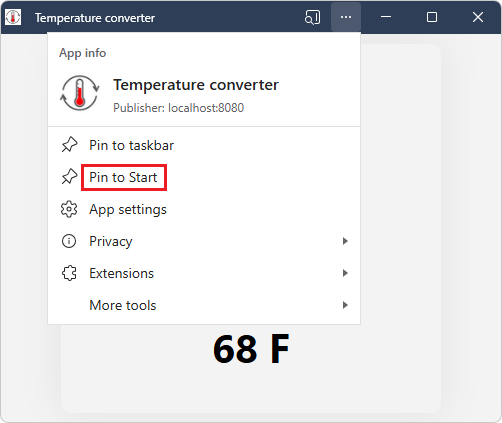 Temperature converter
App info
Temperature converter
Publisher: localhost:8080
Pin to taskbar
Pin to Start
App settings
Privacy
Extensions
More tools
68 F